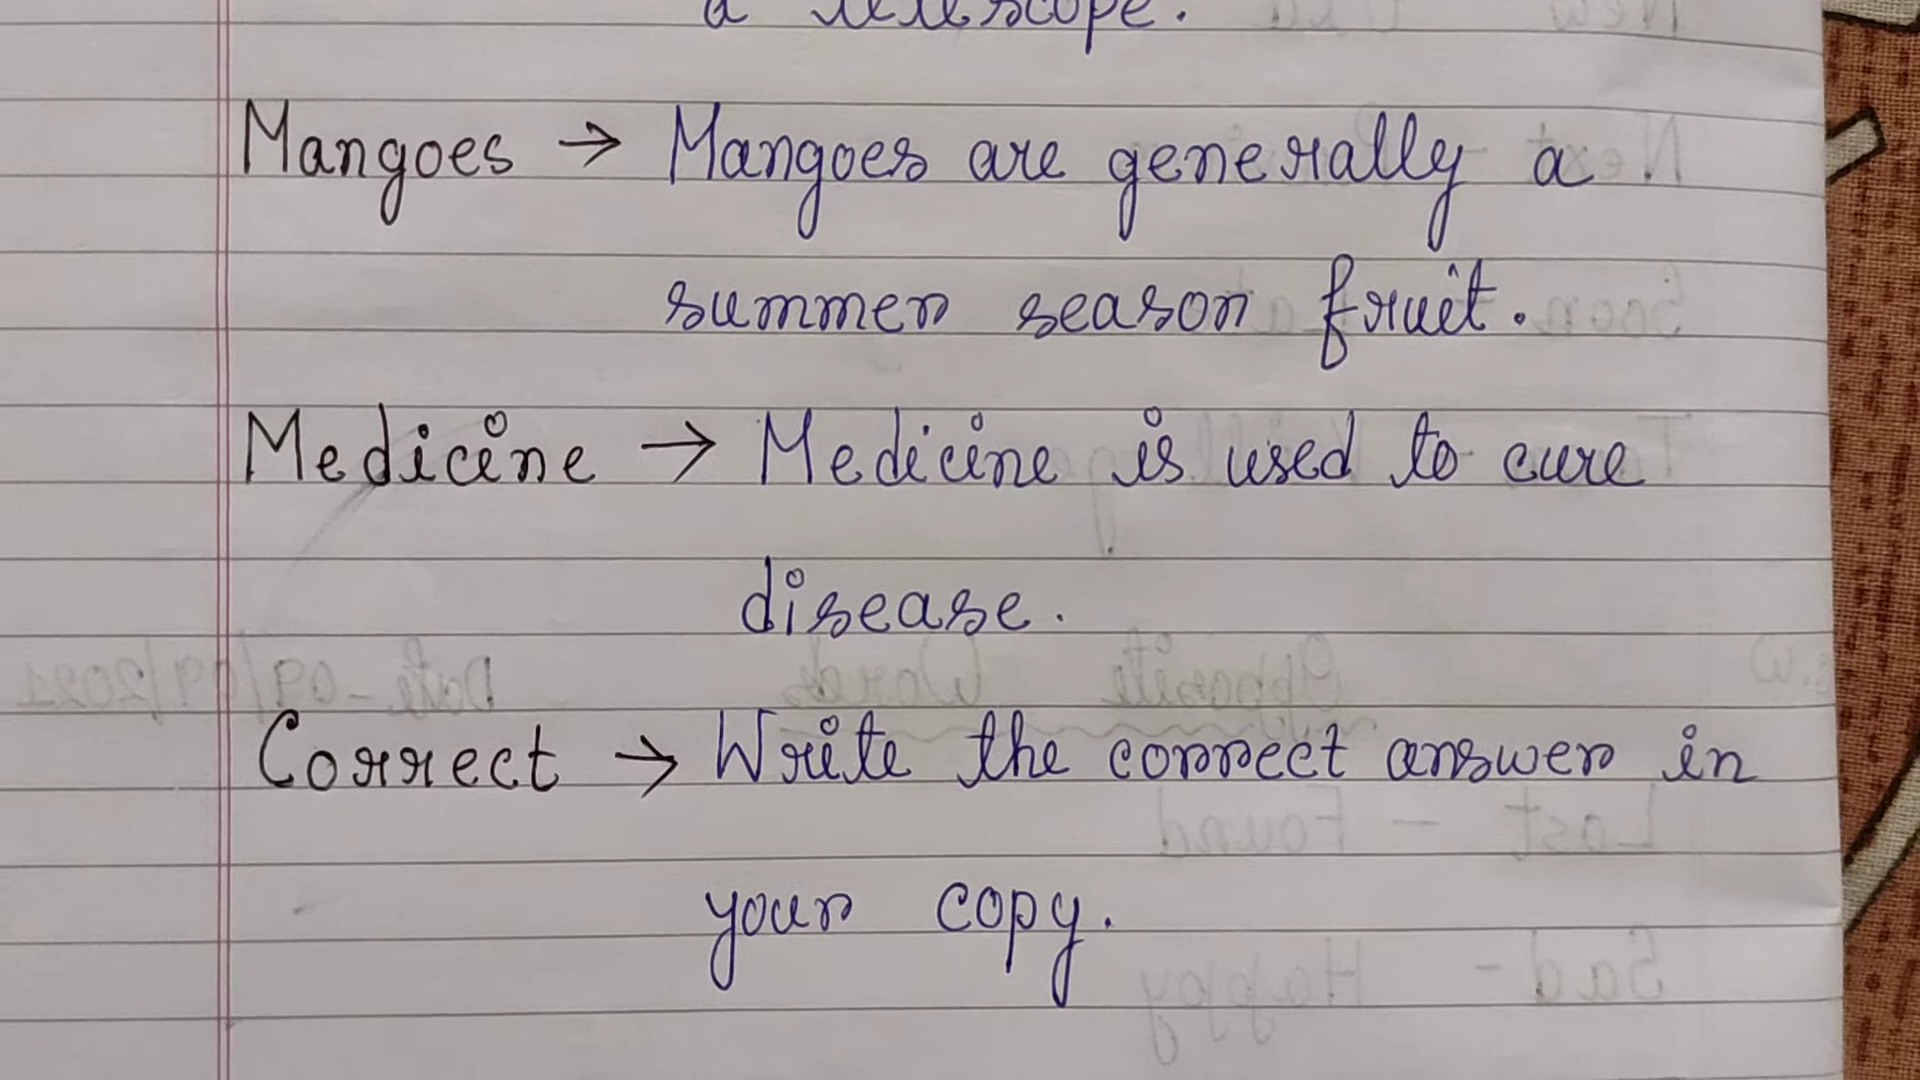 a telescope.
Mangoes → Mangoes are generally a
summer season fruit.
Medicine → Medicine is used to cure
disease.
Correct → Write the correct answer in
your copy.